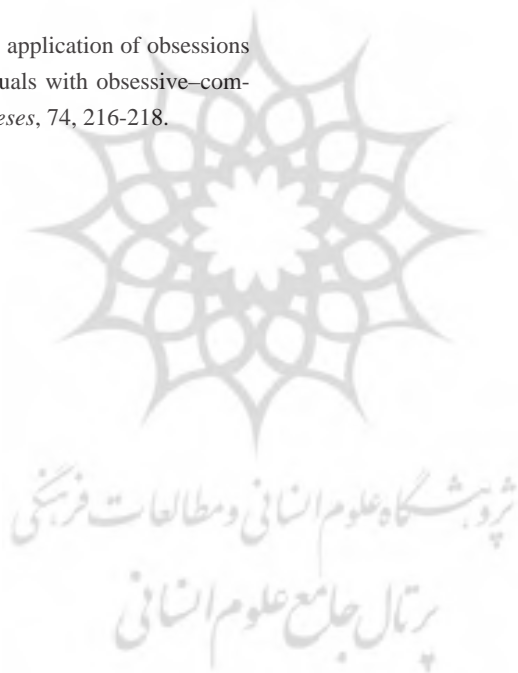 application of obsessions
uals with obsessive–com-
eses, 74, 216-218.
پژوهشگاه علوم انسانی و مطالعات فرهنگی
پرتال جامع علوم انسانی